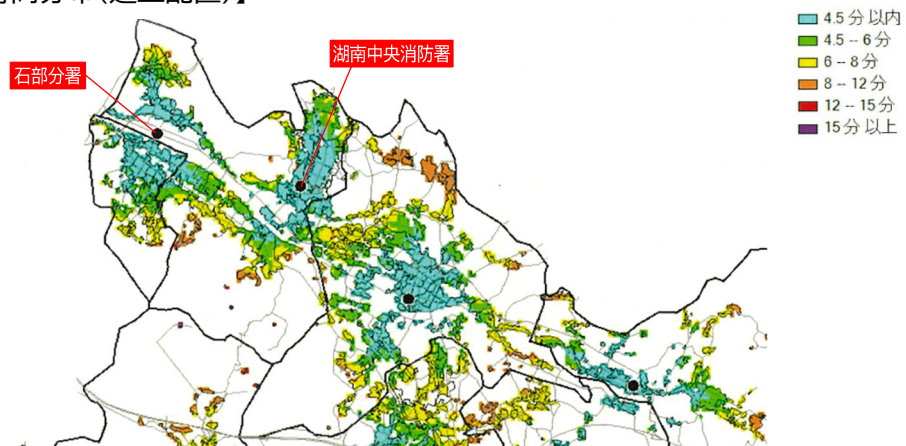 石部分署
湖南中央消防署
4.5 分以内
4.5 -- 6 分
6 -- 8 分
8 -- 12 分
12 -- 15 分
15 分以上